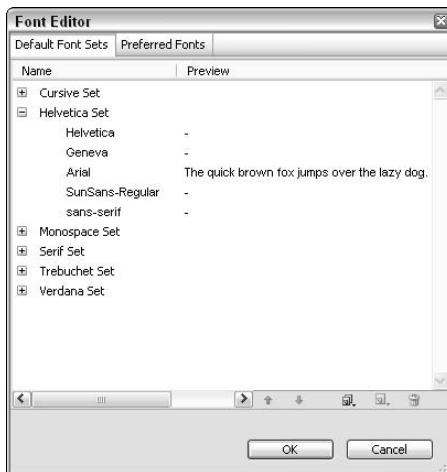 Font Editor
Default Font Sets Preferred Fonts
Name Preview
Cursive Set
Helvetica Set
Helvetica -
Geneva -
Arial The quick brown fox jumps over the lazy dog.
SunSans-Regular -
sans-serif -
Monospace Set
Serif Set
Trebuchet Set
Verdana Set
OK Cancel